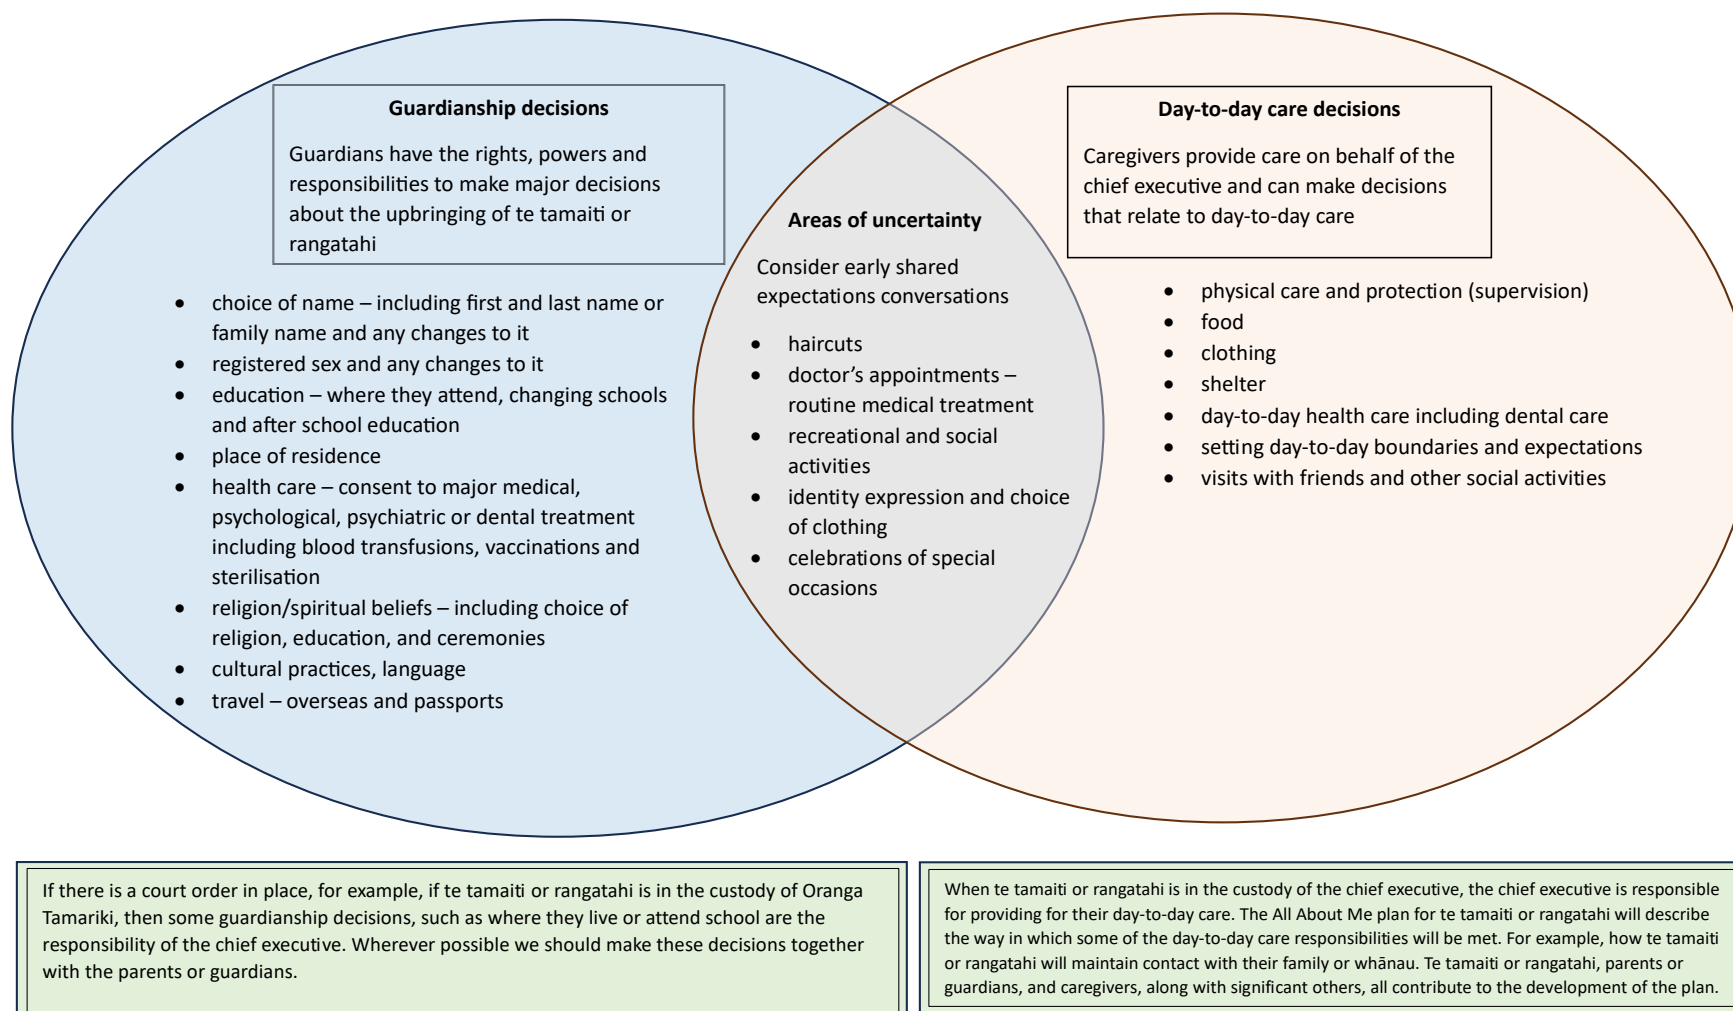 Guardianship decisions
Guardians have the rights, powers and
responsibilities to make major decisions
about the upbringing of te tamaiti or
rangatahi
• choice of name – including first and last name or
family name and any changes to it
• registered sex and any changes to it
• education – where they attend, changing schools
and after school education
• place of residence
• health care – consent to major medical,
psychological, psychiatric or dental treatment
including blood transfusions, vaccinations and
sterilisation
• religion/spiritual beliefs – including choice of
religion, education, and ceremonies
• cultural practices, language
• travel – overseas and passports
Areas of uncertainty
Consider early shared
expectations conversations
• haircuts
• doctor’s appointments –
routine medical treatment
• recreational and social
activities
• identity expression and choice
of clothing
• celebrations of special
occasions
Day-to-day care decisions
Caregivers provide care on behalf of the
chief executive and can make decisions
that relate to day-to-day care
• physical care and protection (supervision)
• food
• clothing
• shelter
• day-to-day health care including dental care
• setting day-to-day boundaries and expectations
• visits with friends and other social activities
If there is a court order in place, for example, if te tamaiti or rangatahi is in the custody of Oranga
Tamariki, then some guardianship decisions, such as where they live or attend school are the
responsibility of the chief executive. Wherever possible we should make these decisions together
with the parents or guardians.
When te tamaiti or rangatahi is in the custody of the chief executive, the chief executive is responsible
for providing for their day-to-day care. The All About Me plan for te tamaiti or rangatahi will describe
the way in which some of the day-to-day care responsibilities will be met. For example, how te tamaiti
or rangatahi will maintain contact with their family or whānau. Te tamaiti or rangatahi, parents or
guardians, and caregivers, along with significant others, all contribute to the development of the plan.